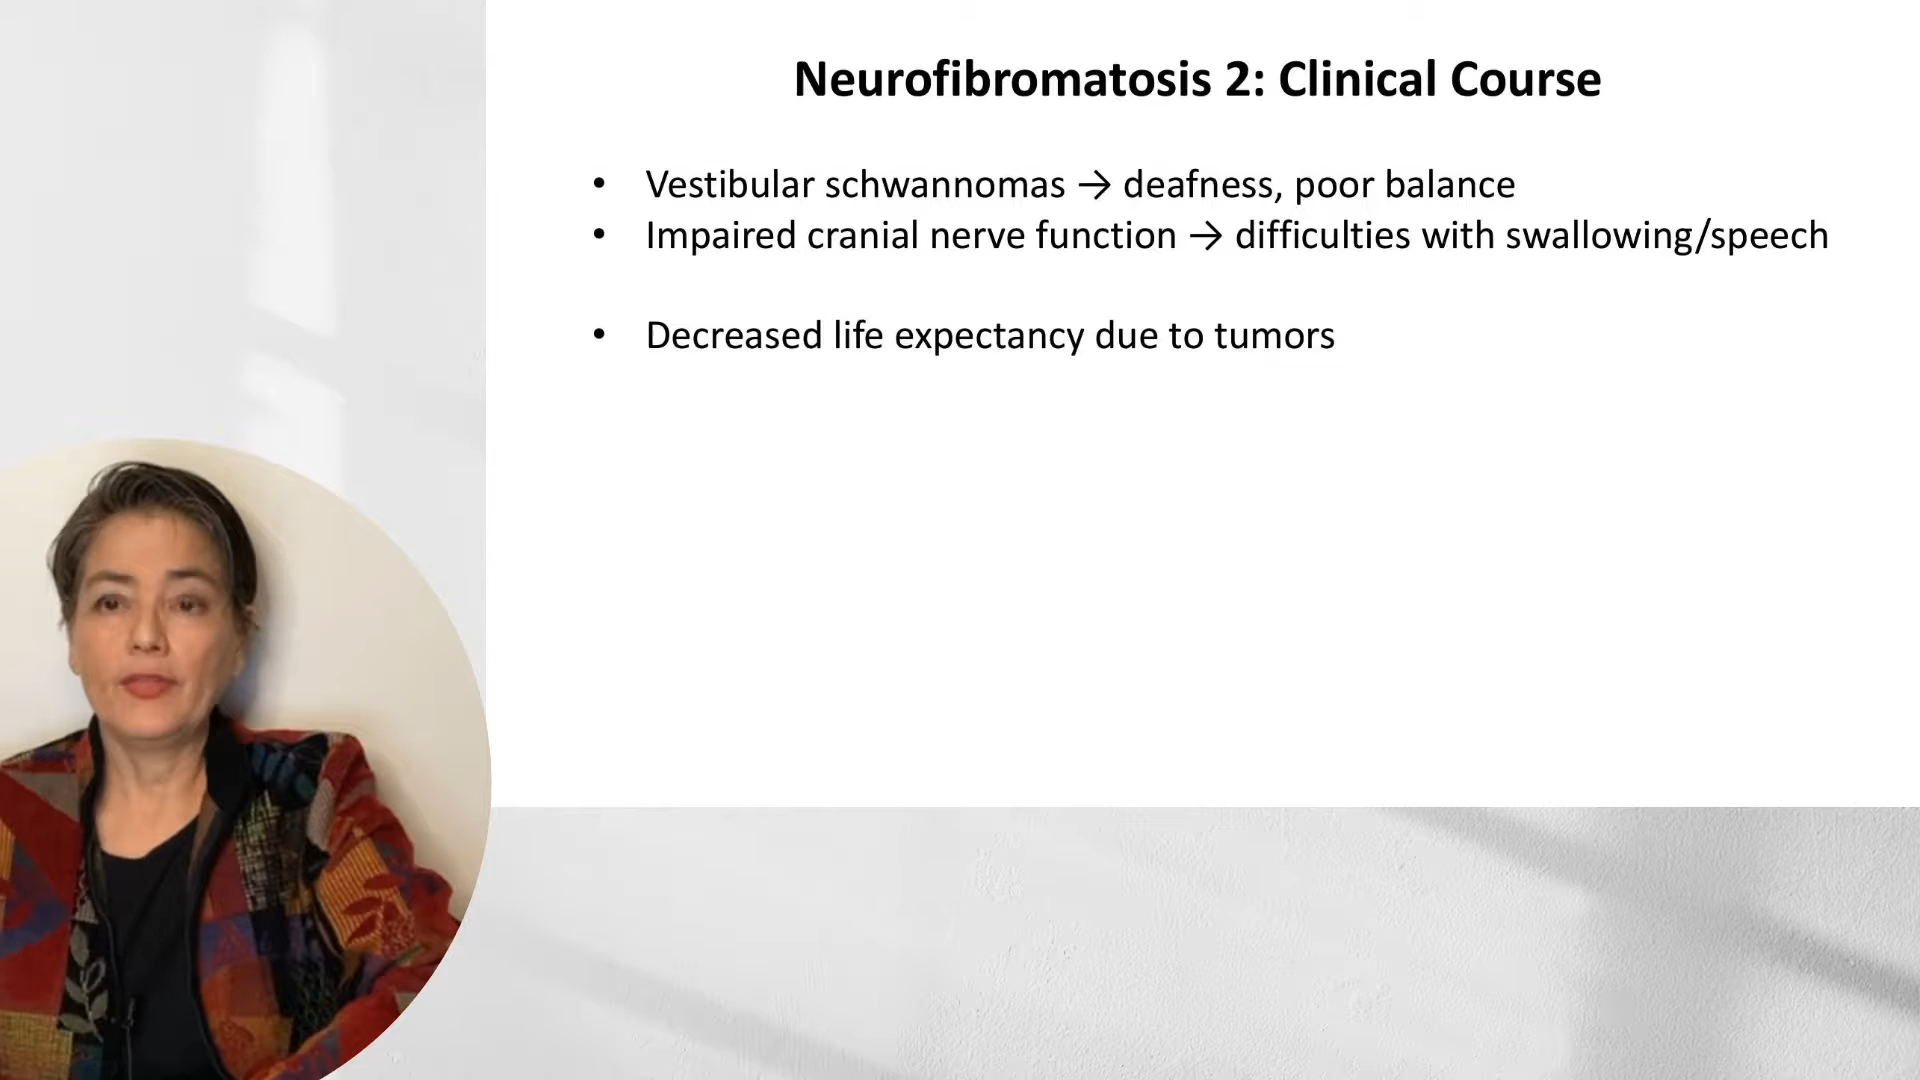 Neurofibromatosis 2: Clinical Course
• Vestibular schwannomas → deafness, poor balance
• Impaired cranial nerve function → difficulties with swallowing/speech
• Decreased life expectancy due to tumors